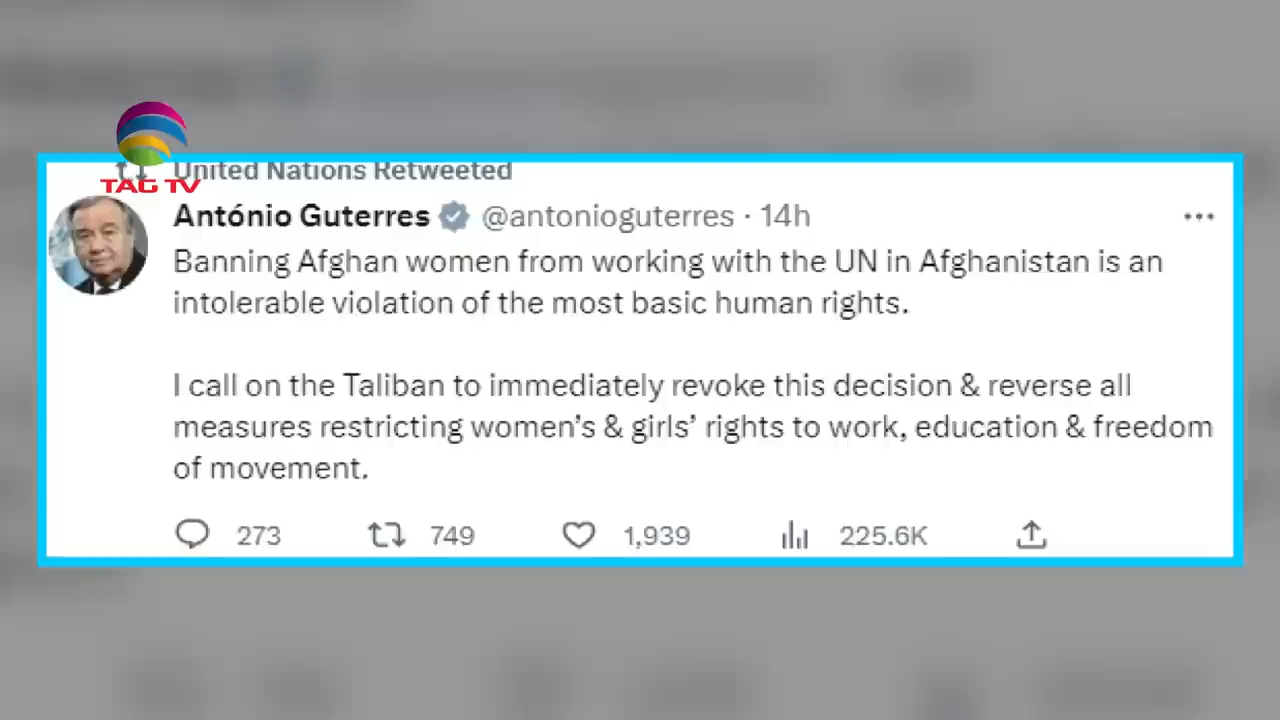 TAG TV
United Nations Retweeted
António Guterres @antonioguterres · 14h
Banning Afghan women from working with the UN in Afghanistan is an
intolerable violation of the most basic human rights.
I call on the Taliban to immediately revoke this decision & reverse all
measures restricting women’s & girls’ rights to work, education & freedom
of movement.
273 749 1,939 225.6K